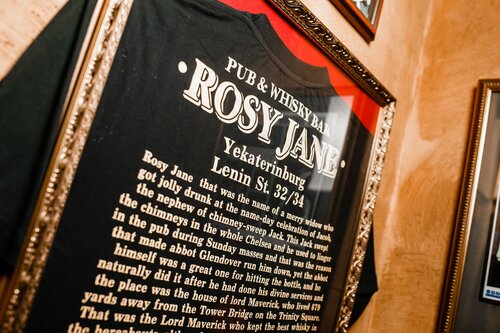 PUB & WHISKY BAR
• ROSY JANE •
Yekaterinburg
Lenin St. 32/34
Rosy Jane that was the name of a merry widow who
got jolly drunk at the name-day celebration of Jacob,
the nephew of chimney-sweep Jack. This Jack swept
the chimneys in the whole Chelsea and he used to linger
in the pub during Sunday masses and that was the reason
that made abbot Glendover run him down, yet the abbot
himself was a great one for hitting the bottle, and he
naturally did it after he had done his divine service and
the place was the house of lord Maverick, who lived 679
yards away from the Tower Bridge on the Trinity Square.
That was the Lord Maverick who kept the best whisky in
the